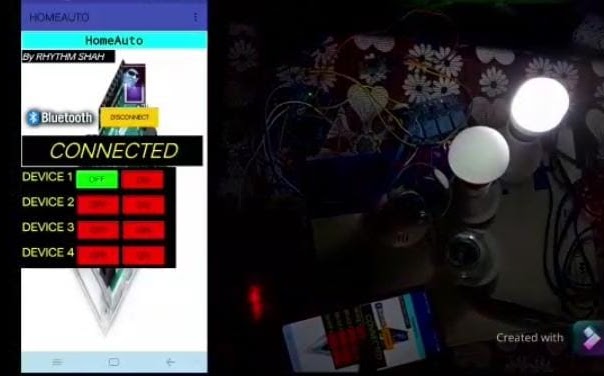 HOMEAUTO
HomeAuto
By RHYTHM SHAH
Bluetooth DISCONNECT
CONNECTED
DEVICE 1 OFF ON
DEVICE 2
DEVICE 3
DEVICE 4
CONNECTED
Created with